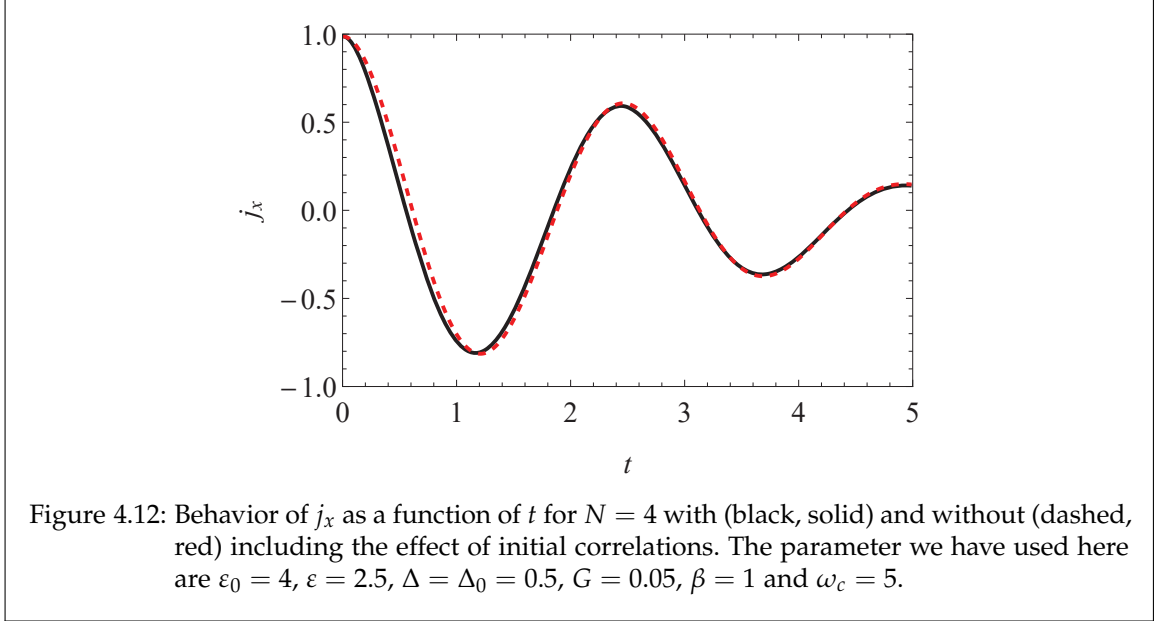 1.0
0.5
0.0
−0.5
−1.0
j_x
0 1 2 3 4 5
t
Figure 4.12: Behavior of j_x as a function of t for N = 4 with (black, solid) and without (dashed,
red) including the effect of initial correlations. The parameter we have used here
are ε₀ = 4, ε = 2.5, Δ = Δ₀ = 0.5, G = 0.05, β = 1 and ω_c = 5.